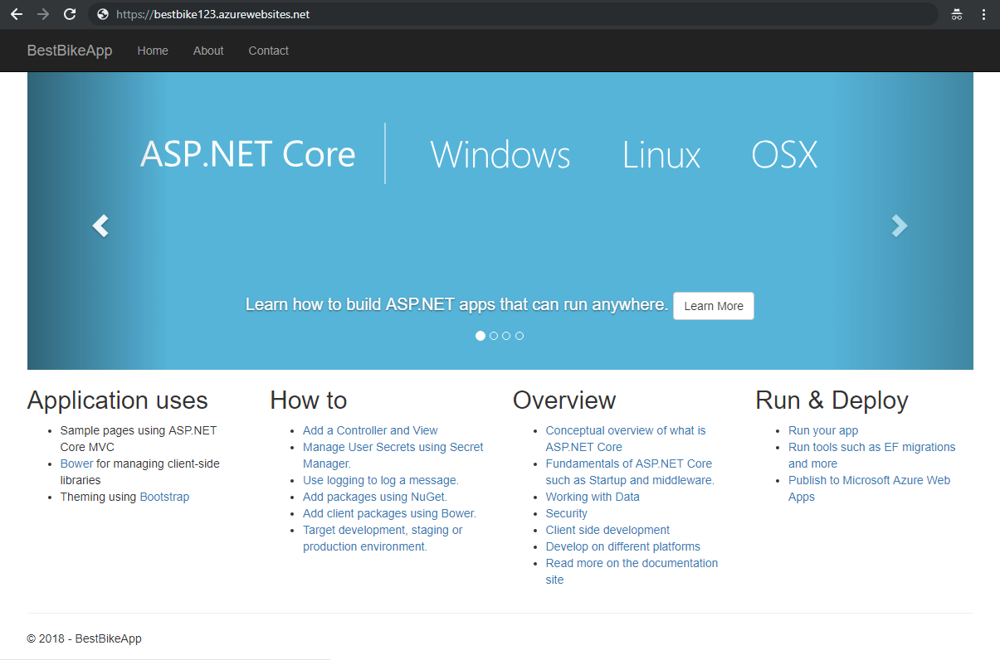 https://bestbike123.azurewebsites.net
BestBikeApp Home About Contact
ASP.NET Core Windows Linux OSX
Learn how to build ASP.NET apps that can run anywhere. Learn More
Application uses
Sample pages using ASP.NET
Core MVC
Bower for managing client-side
libraries
Theming using Bootstrap
How to
Add a Controller and View
Manage User Secrets using Secret
Manager.
Use logging to log a message.
Add packages using NuGet.
Add client packages using Bower.
Target development, staging or
production environment.
Overview
Conceptual overview of what is
ASP.NET Core
Fundamentals of ASP.NET Core
such as Startup and middleware.
Working with Data
Security
Client side development
Develop on different platforms
Read more on the documentation
site
Run & Deploy
Run your app
Run tools such as EF migrations
and more
Publish to Microsoft Azure Web
Apps
© 2018 - BestBikeApp